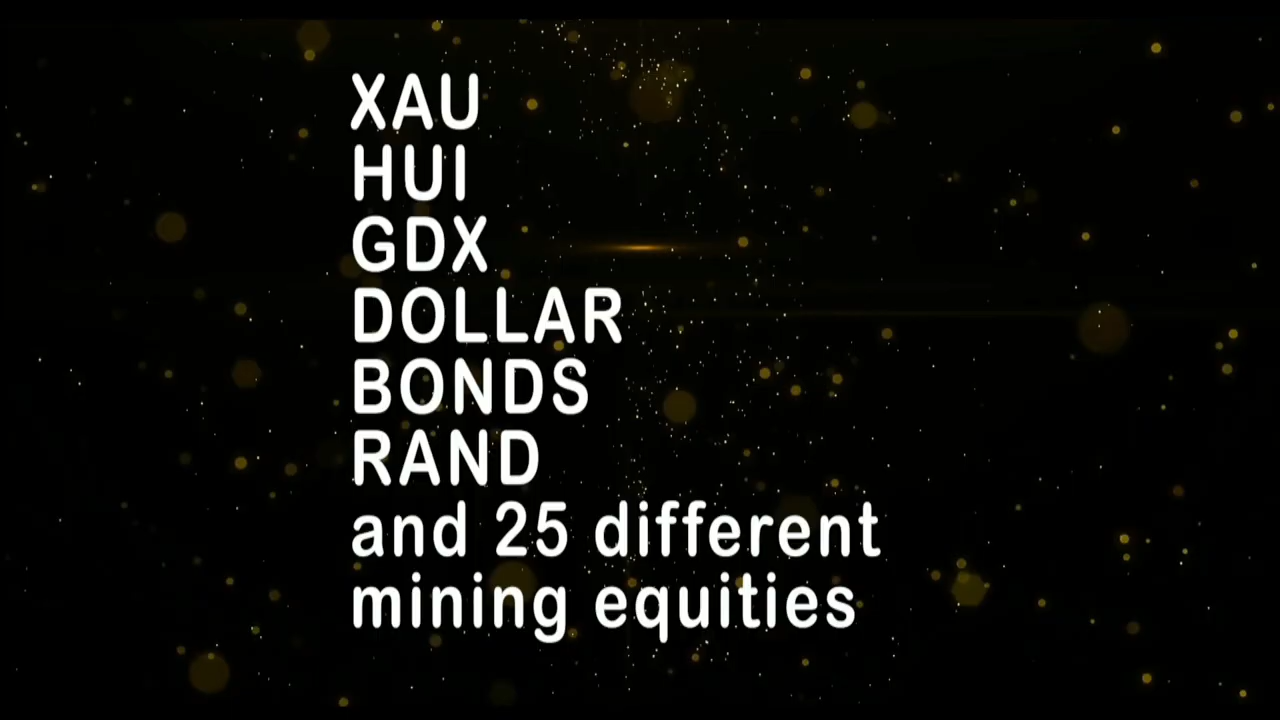 XAU
HUI
GDX
DOLLAR
BONDS
RAND
and 25 different
mining equities